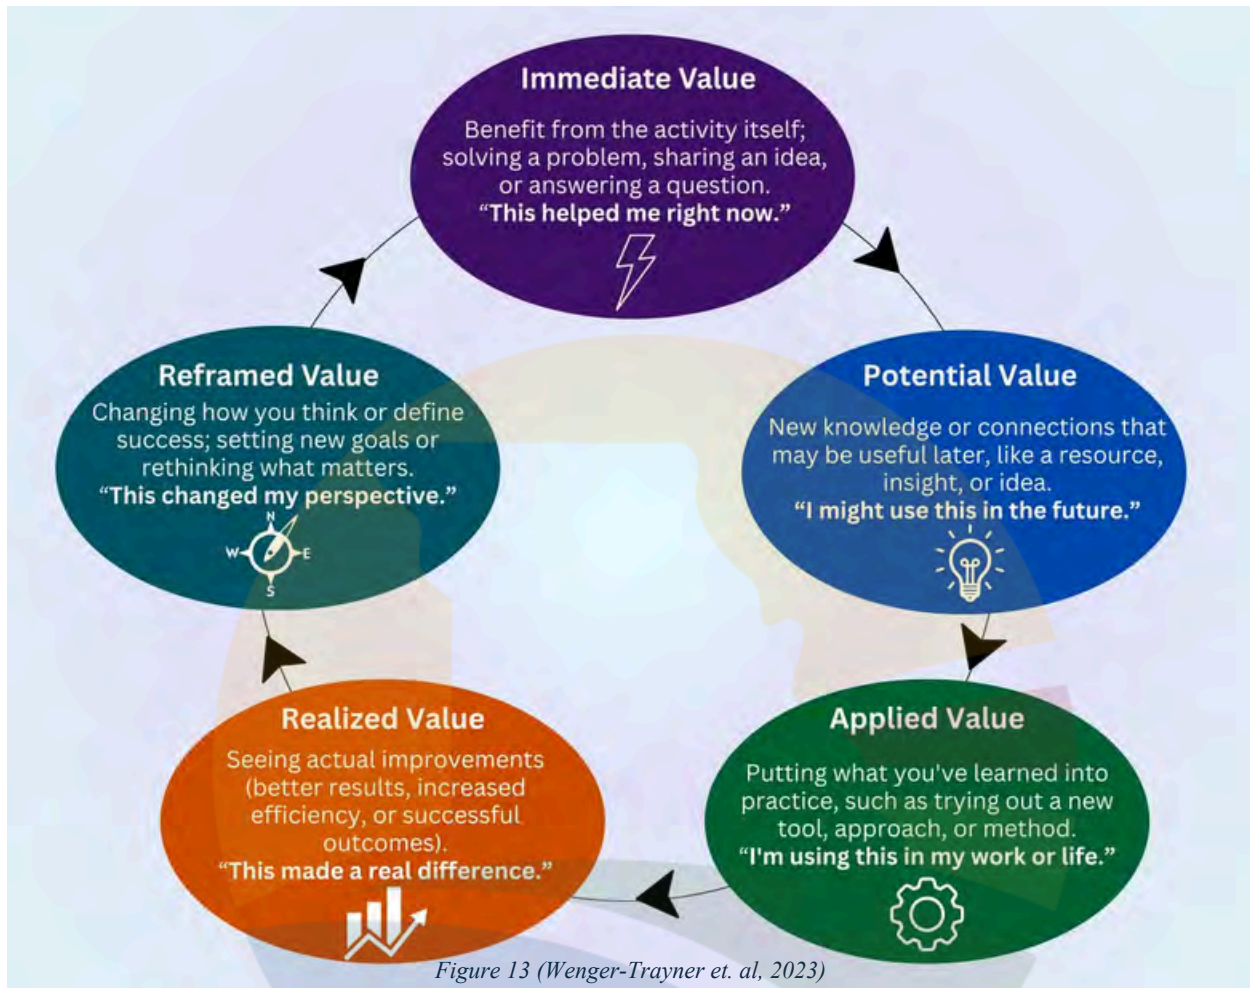 Immediate Value
Benefit from the activity itself;
solving a problem, sharing an idea,
or answering a question.
“This helped me right now.”
Potential Value
New knowledge or connections that
may be useful later, like a resource,
insight, or idea.
“I might use this in the future.”
Applied Value
Putting what you've learned into
practice, such as trying out a new
tool, approach, or method.
“I'm using this in my work or life.”
Realized Value
Seeing actual improvements
(better results, increased
efficiency, or successful
outcomes).
“This made a real difference.”
Reframed Value
Changing how you think or define
success; setting new goals or
rethinking what matters.
“This changed my perspective.”
N
W
E
S
Figure 13 (Wenger-Trayner et. al, 2023)